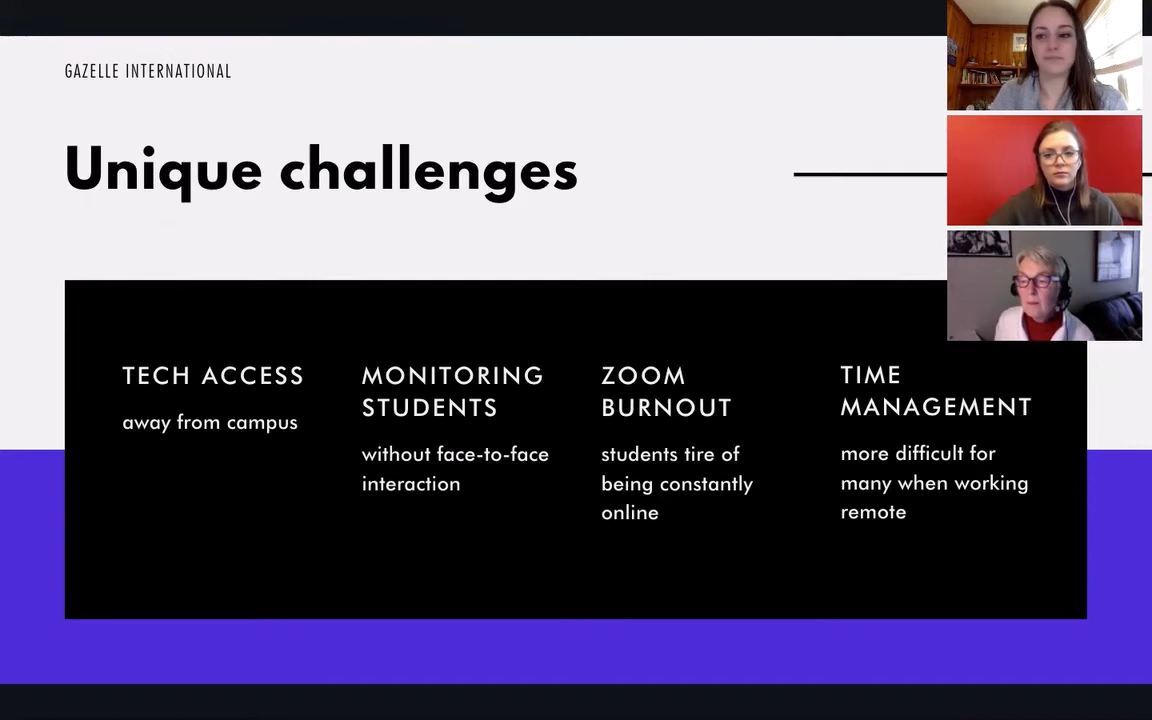 GAZELLE INTERNATIONAL
Unique challenges
TECH ACCESS
away from campus
MONITORING
STUDENTS
without face-to-face
interaction
ZOOM
BURNOUT
students tire of
being constantly
online
TIME
MANAGEMENT
more difficult for
many when working
remote